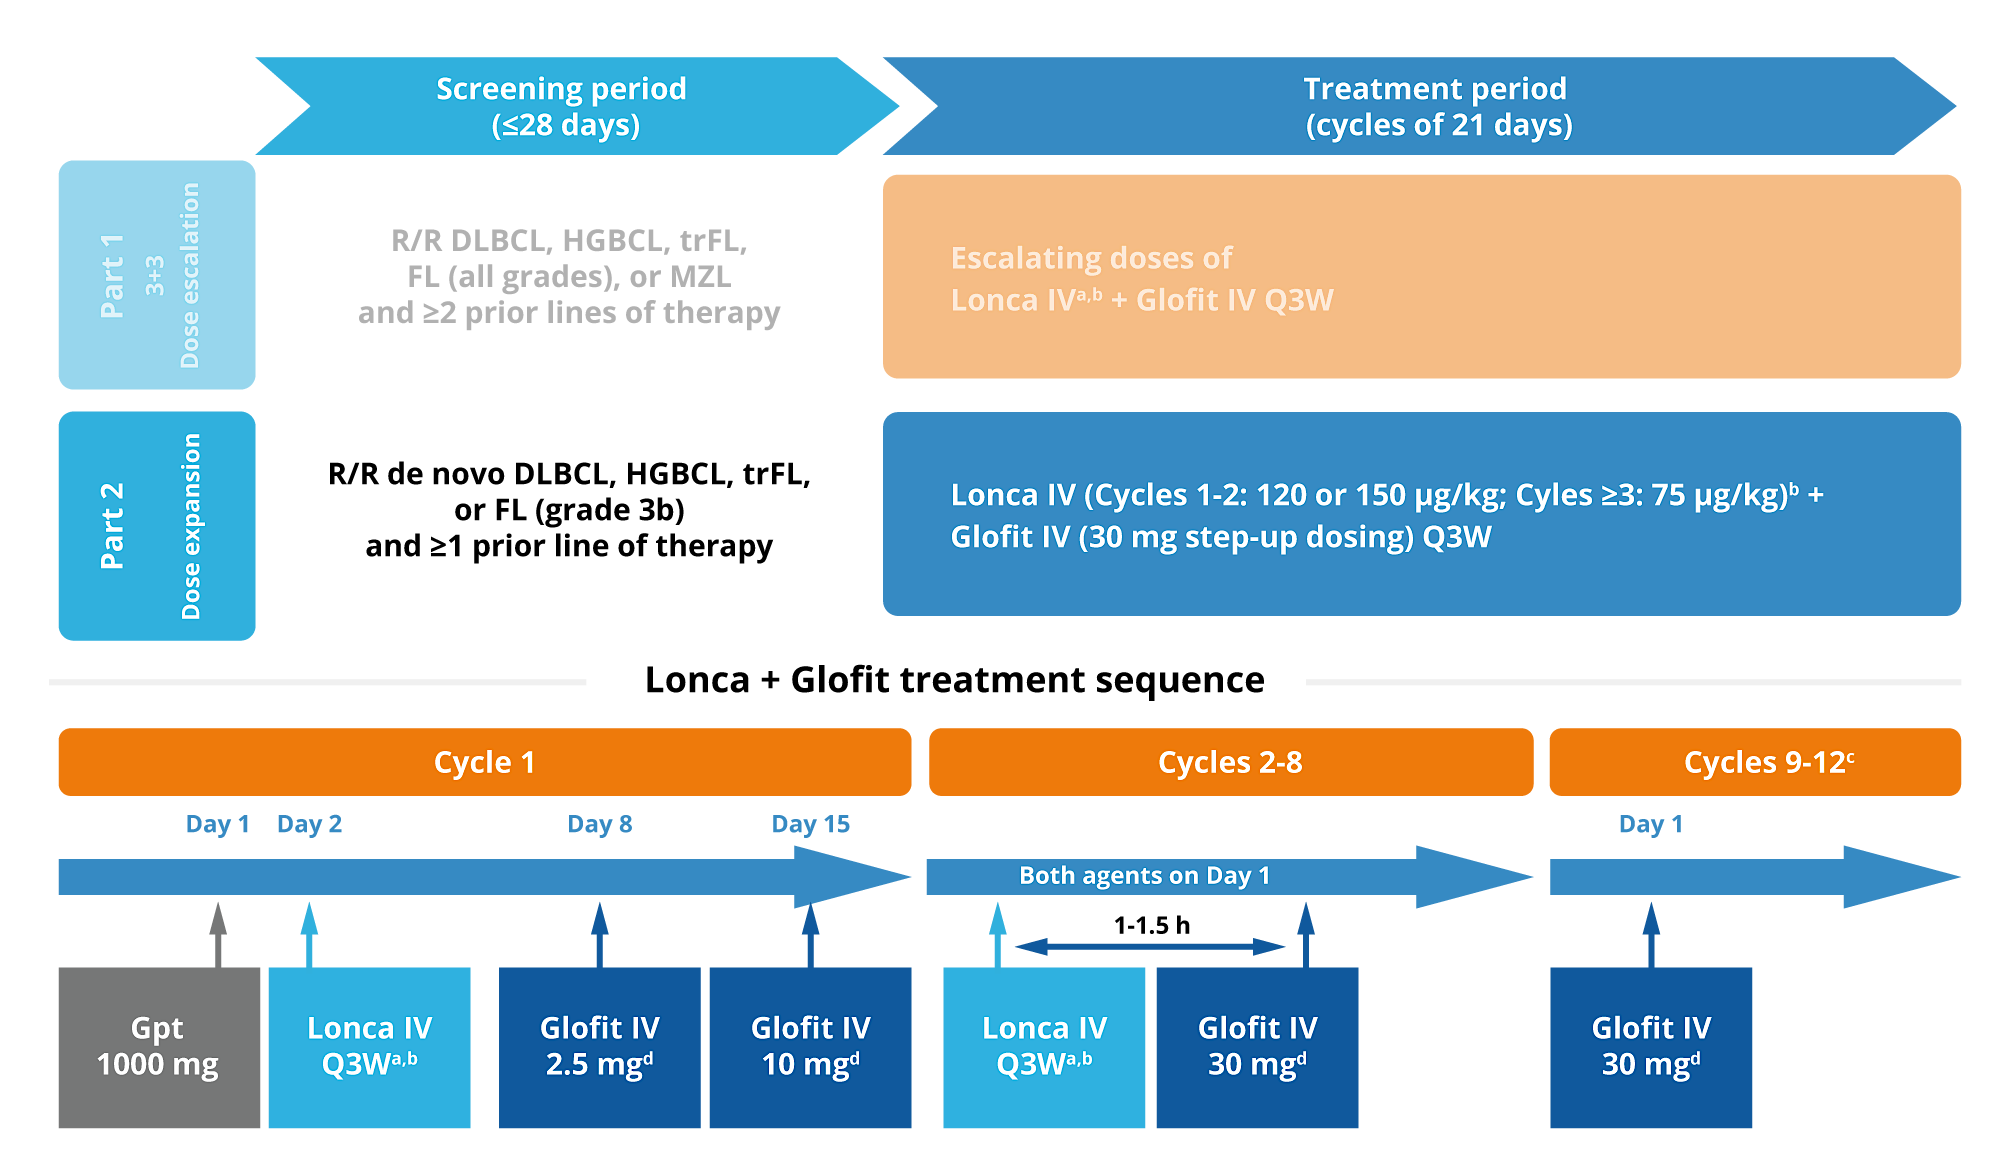 Screening period
(≤28 days)
Treatment period
(cycles of 21 days)
Part 1
3+3
Dose escalation
R/R DLBCL, HGBCL, trFL,
FL (all grades), or MZL
and ≥2 prior lines of therapy
Escalating doses of
Lonca IVa,b + Glofit IV Q3W
Part 2
Dose expansion
R/R de novo DLBCL, HGBCL, trFL,
or FL (grade 3b)
and ≥1 prior line of therapy
Lonca IV (Cycles 1-2: 120 or 150 µg/kg; Cyles ≥3: 75 µg/kg)b +
Glofit IV (30 mg step-up dosing) Q3W
Lonca + Glofit treatment sequence
Cycle 1
Cycles 2-8
Cycles 9-12c
Day 1
Day 2
Day 8
Day 15
Day 1
Both agents on Day 1
1-1.5 h
Gpt
1000 mg
Lonca IV
Q3Wa,b
Glofit IV
2.5 mgd
Glofit IV
10 mgd
Lonca IV
Q3Wa,b
Glofit IV
30 mgd
Glofit IV
30 mgd